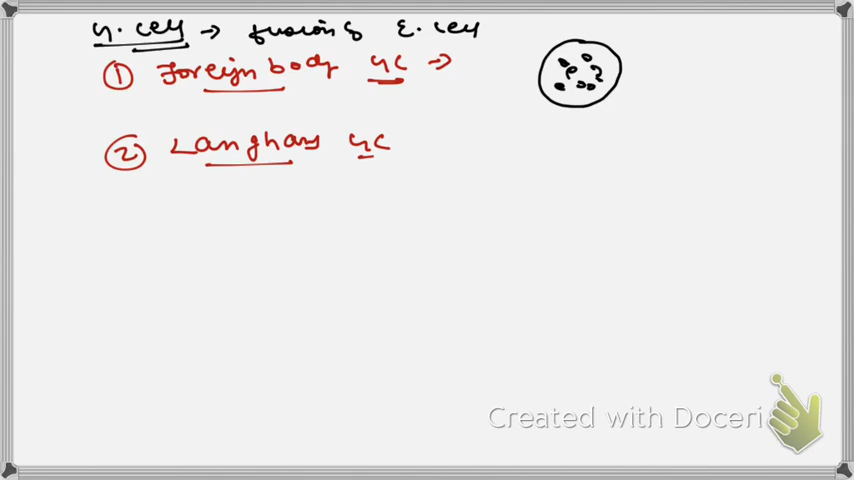 G. Cell → fusion of E. Cell
① Foreign body GC →
② Langhans GC
Created with Doceri